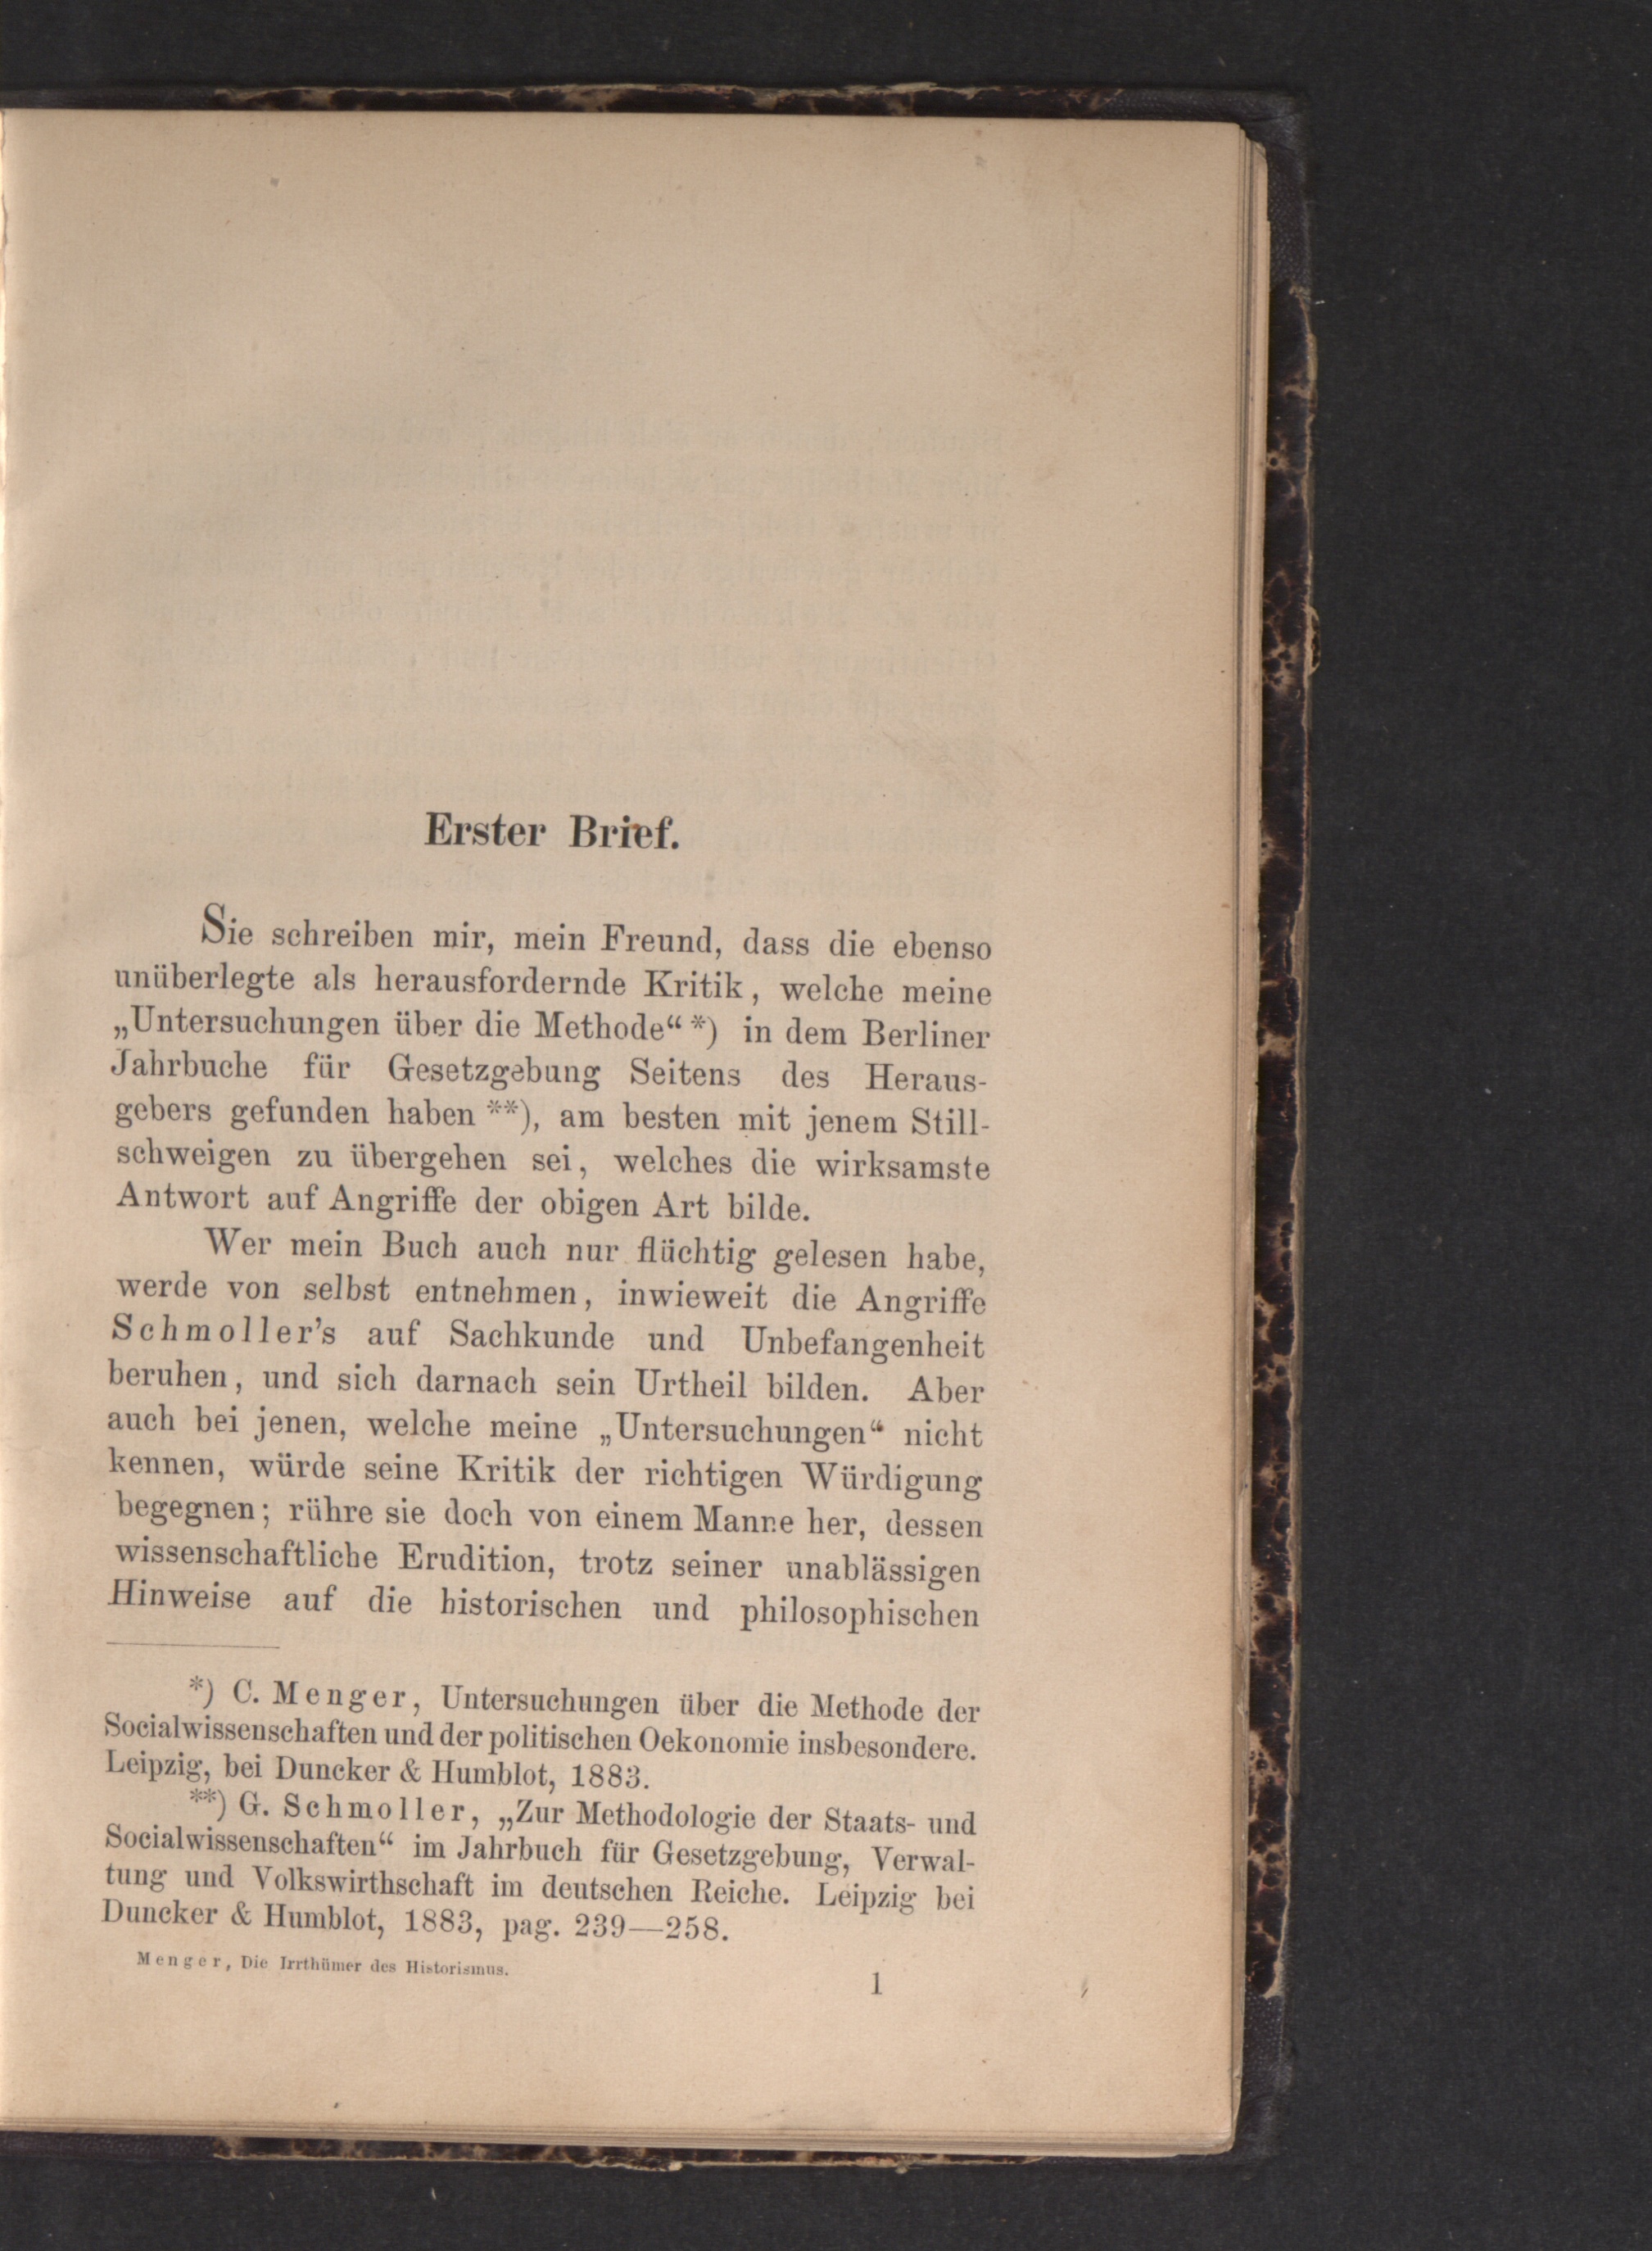 Erster Brief.
Sie schreiben mir, mein Freund, dass die ebenso
unüberlegte als herausfordernde Kritik, welche meine
„Untersuchungen über die Methode“ *) in dem Berliner
Jahrbuche für Gesetzgebung Seitens des Heraus-
gebers gefunden haben **), am besten mit jenem Still-
schweigen zu übergehen sei, welches die wirksamste
Antwort auf Angriffe der obigen Art bilde.
Wer mein Buch auch nur flüchtig gelesen habe,
werde von selbst entnehmen, inwieweit die Angriffe
Schmoller’s auf Sachkunde und Unbefangenheit
beruhen, und sich darnach sein Urtheil bilden. Aber
auch bei jenen, welche meine „Untersuchungen“ nicht
kennen, würde seine Kritik der richtigen Würdigung
begegnen; rühre sie doch von einem Manne her, dessen
wissenschaftliche Erudition, trotz seiner unablässigen
Hinweise auf die historischen und philosophischen
*) C. Menger, Untersuchungen über die Methode der
Socialwissenschaften und der politischen Oekonomie insbesondere.
Leipzig, bei Duncker & Humblot, 1883.
**) G. Schmoller, „Zur Methodologie der Staats- und
Socialwissenschaften“ im Jahrbuch für Gesetzgebung, Verwal-
tung und Volkswirthschaft im deutschen Reiche. Leipzig bei
Duncker & Humblot, 1883, pag. 239—258.
Menger, Die Irrthümer des Historismus.
1